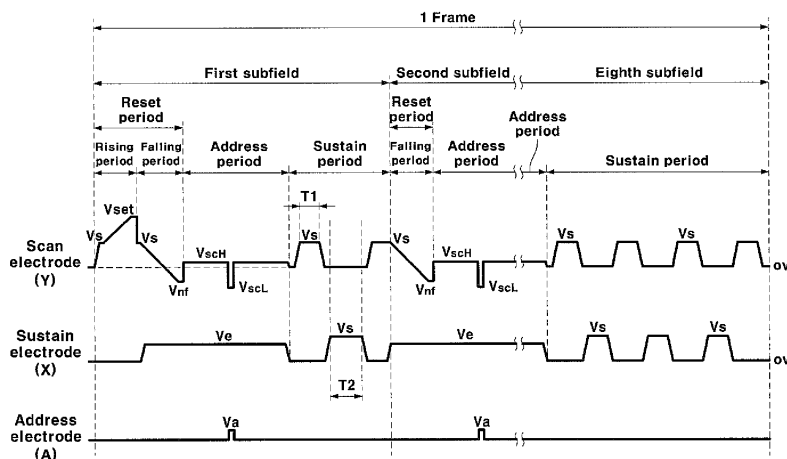 1 Frame
First subfield
Second subfield
Eighth subfield
Reset
period
Reset
period
Address
period
Rising
period
Falling
period
Address
period
Sustain
period
Falling
period
Address
period
Sustain period
Scan
electrode
(Y)
Vs
Vset
Vs
Vnf
VscH
VscL
T1
Vs
Vs
Vnf
VscH
VscL
Vs
Vs
ov
Sustain
electrode
(X)
Ve
Vs
T2
Ve
Vs
Vs
ov
Address
electrode
(A)
Va
Va